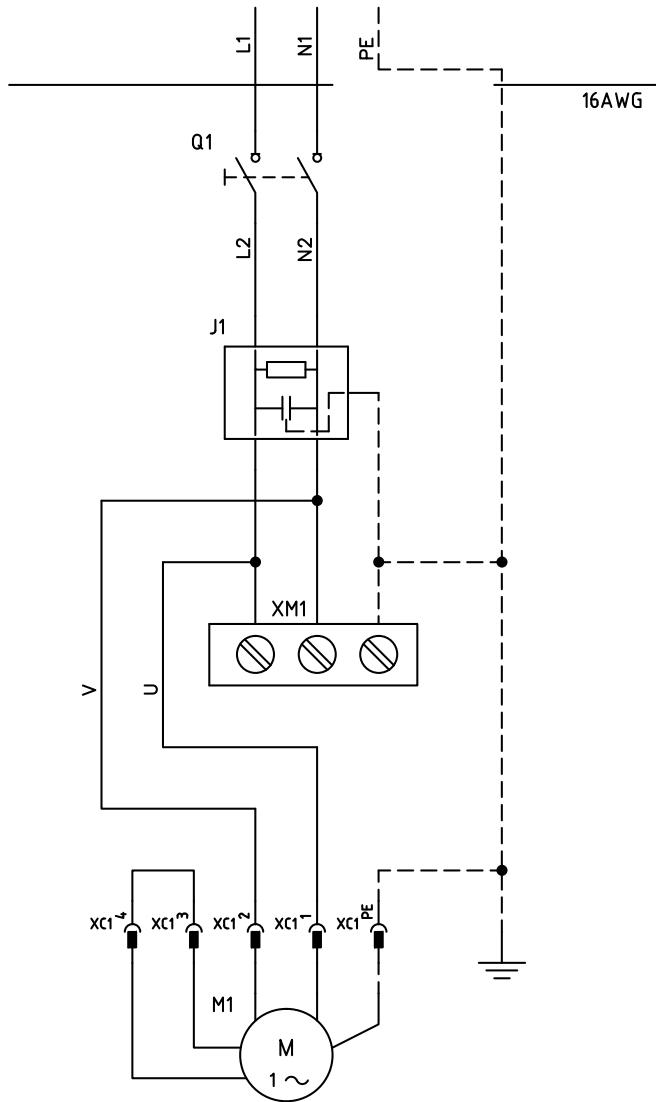 L1 N1 PE
16AWG
Q1
L2 N2
J1
XM1
V U
XC1 4 XC1 3 XC1 2 XC1 1 XC1 PE
M1
M
1 ~